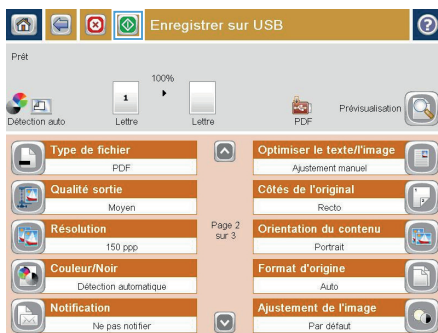 Enregistrer sur USB
?
Prêt
100%
1
Détection auto
Lettre
Lettre
PDF
Prévisualisation
Type de fichier
PDF
Qualité sortie
Moyen
Résolution
150 ppp
Couleur/Noir
Détection automatique
Notification
Ne pas notifier
Page 2
sur 3
Optimiser le texte/l'image
Ajustement manuel
Côtés de l'original
Recto
Orientation du contenu
Portrait
Format d'origine
Auto
Ajustement de l'image
Par défaut